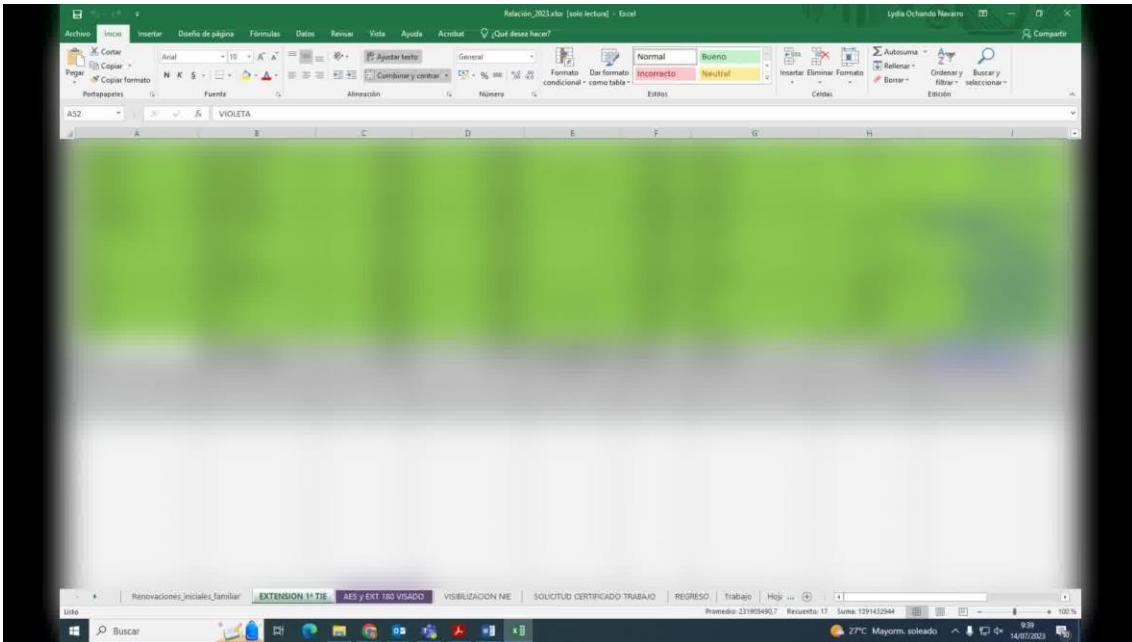 Relación_2023.xlsx [solo lectura] - Excel
Lydia Ochando Navarro
Archivo Inicio Insertar Diseño de página Fórmulas Datos Revisar Vista Ayuda Acrobat ¿Qué desea hacer?
Compartir
Pegar
Cortar
Copiar
Copiar formato
Portapapeles
Arial 10
N K S
Fuente
Ajustar texto
Combinar y centrar
Alineación
General
% 000
Número
Formato condicional
Dar formato como tabla
Normal Bueno
Incorrecto Neutral
Estilos
Insertar Eliminar Formato
Celdas
Autosuma
Rellenar
Borrar
Ordenar y filtrar
Buscar y seleccionar
Edición
A52 fx VIOLETA
A B C D E F G H I
Renovaciones_iniciales_familiar EXTENSION 1ª TIE AES y EXT 180 VISADO VISIBILIZACION NIE SOLICITUD CERTIFICADO TRABAJO REGRESO Trabajo Hoj ...
Listo
Recuento: 17 Suma: 1391432944 100 %
Buscar
27°C Mayorm. soleado
9:39
14/07/2023